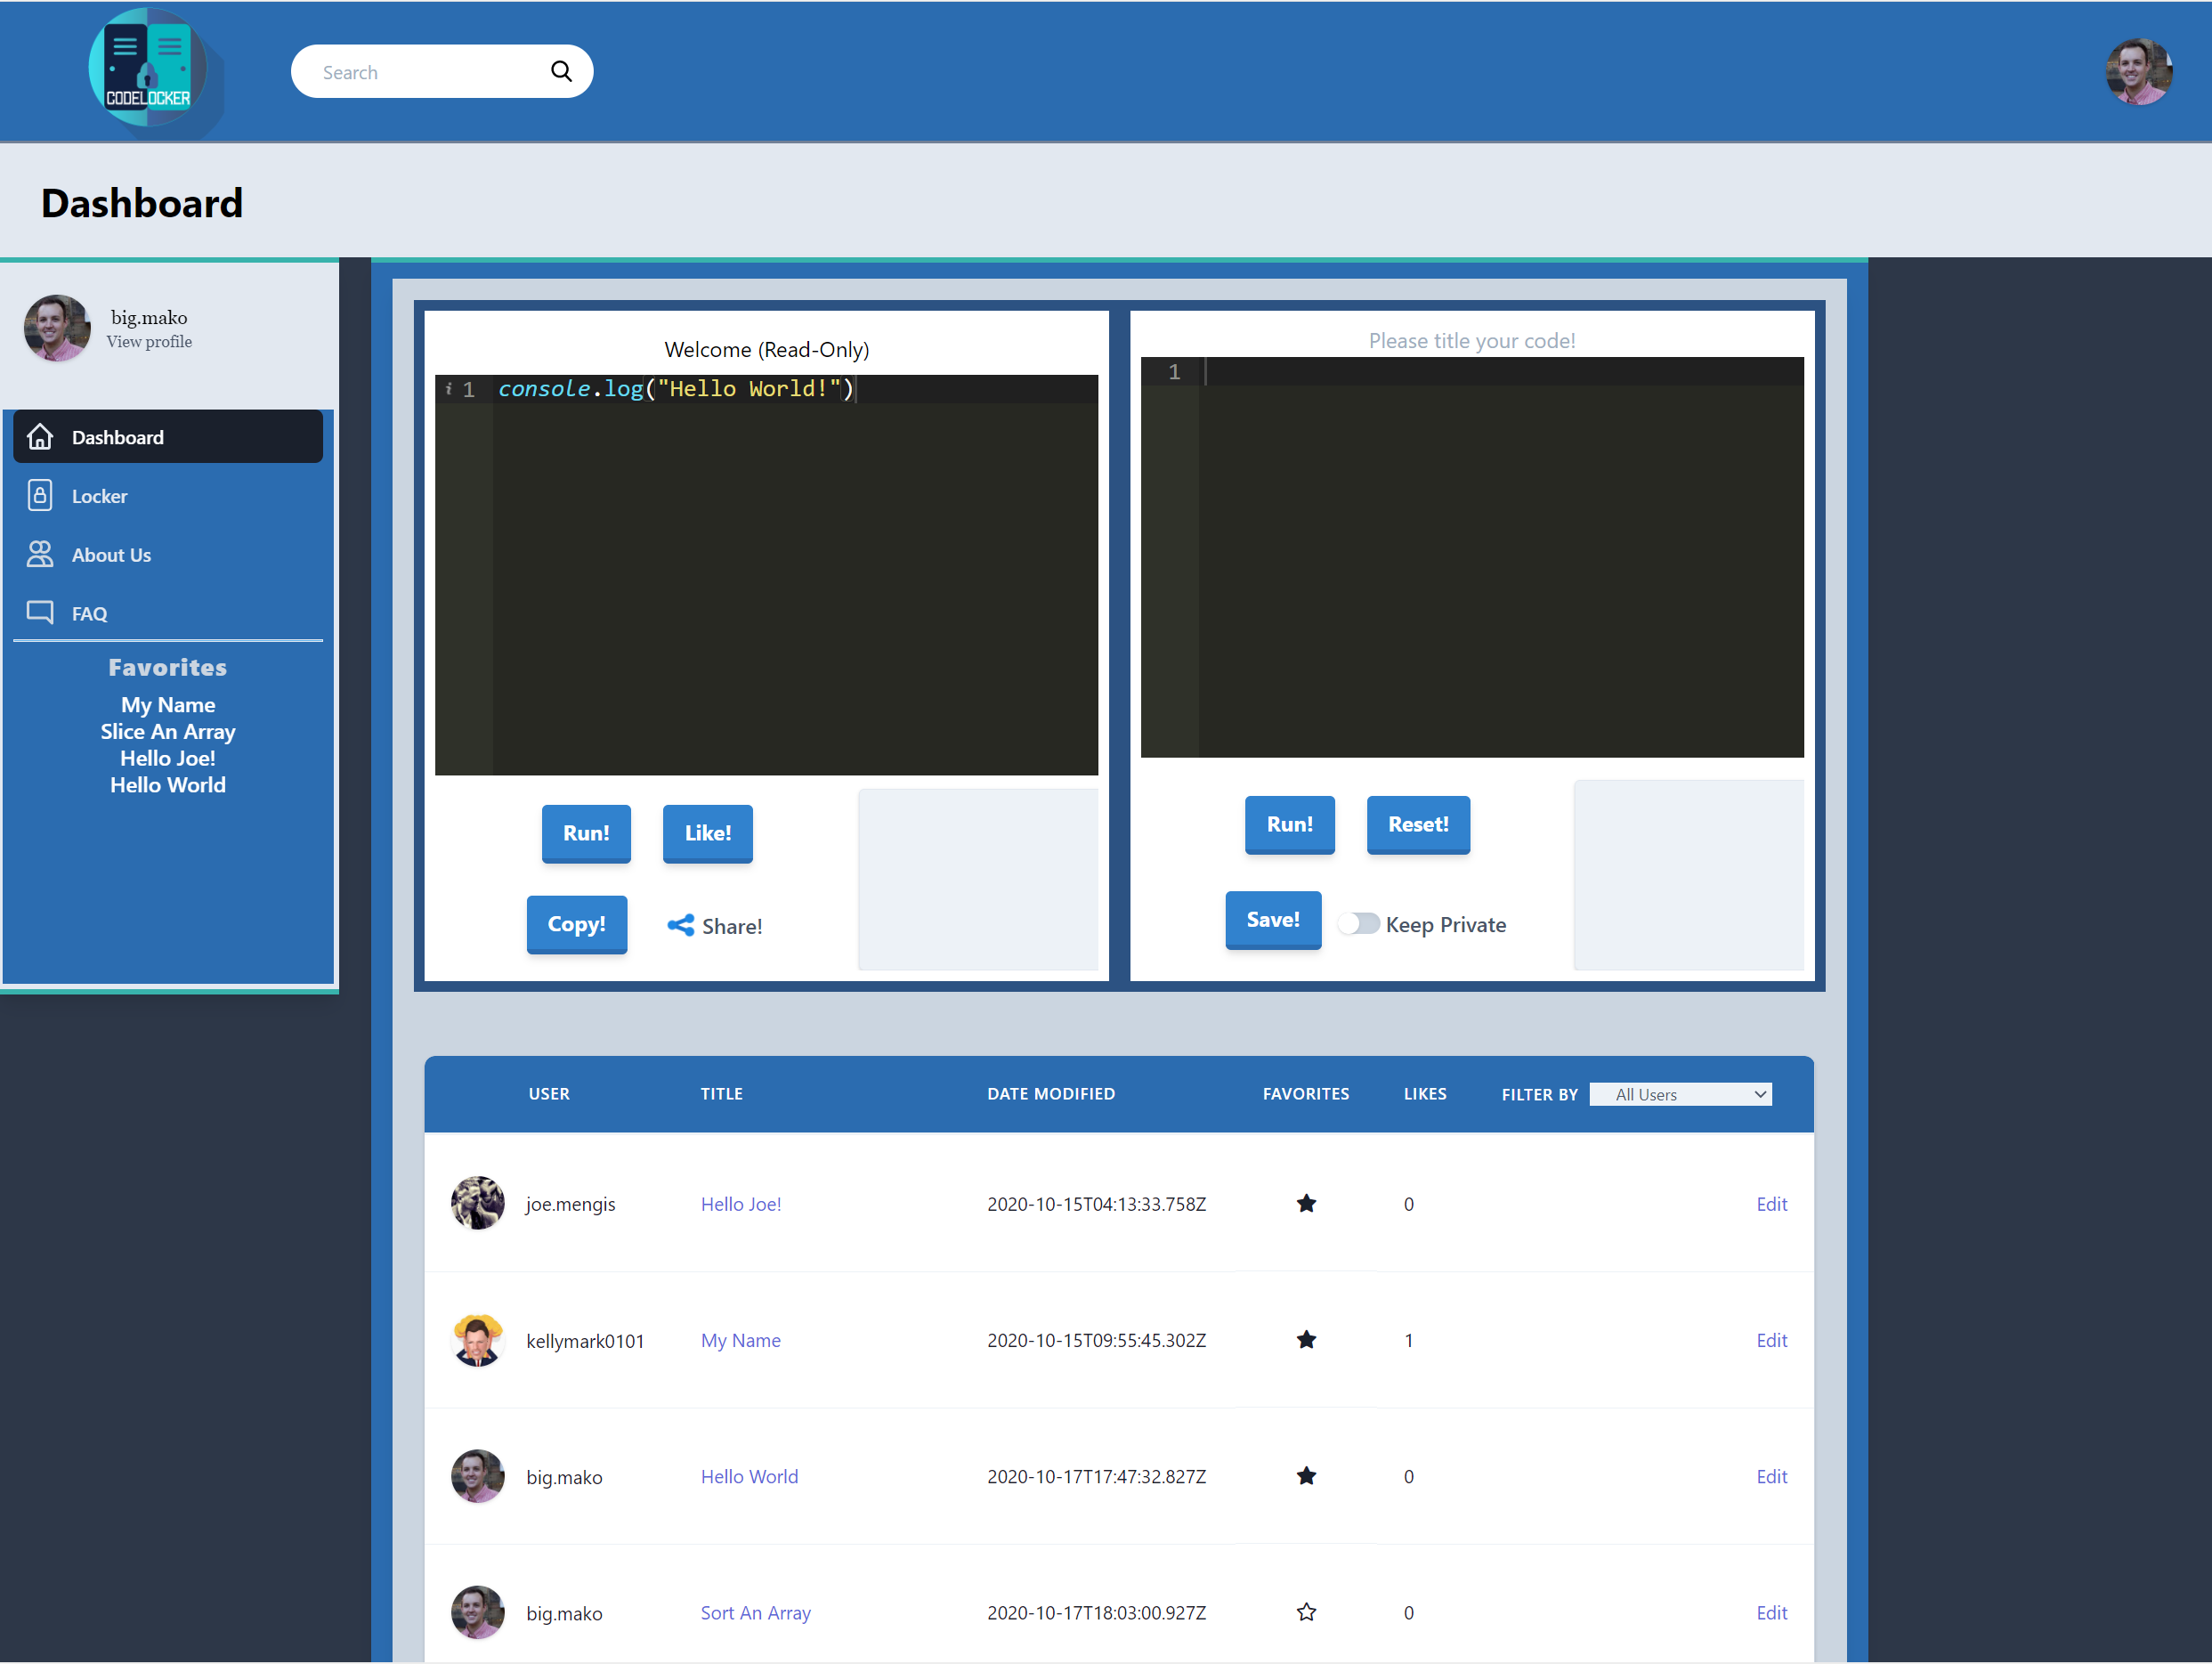 CODELOCKER
Search
Dashboard
big.mako
View profile
Dashboard
Locker
About Us
FAQ
Favorites
My Name
Slice An Array
Hello Joe!
Hello World
Welcome (Read-Only)
i 1 console.log("Hello World!")
Run! Like!
Copy! Share!
Please title your code!
1
Run! Reset!
Save! Keep Private
USER TITLE DATE MODIFIED FAVORITES LIKES FILTER BY All Users
joe.mengis Hello Joe! 2020-10-15T04:13:33.758Z 0 Edit
kellymark0101 My Name 2020-10-15T09:55:45.302Z 1 Edit
big.mako Hello World 2020-10-17T17:47:32.827Z 0 Edit
big.mako Sort An Array 2020-10-17T18:03:00.927Z 0 Edit